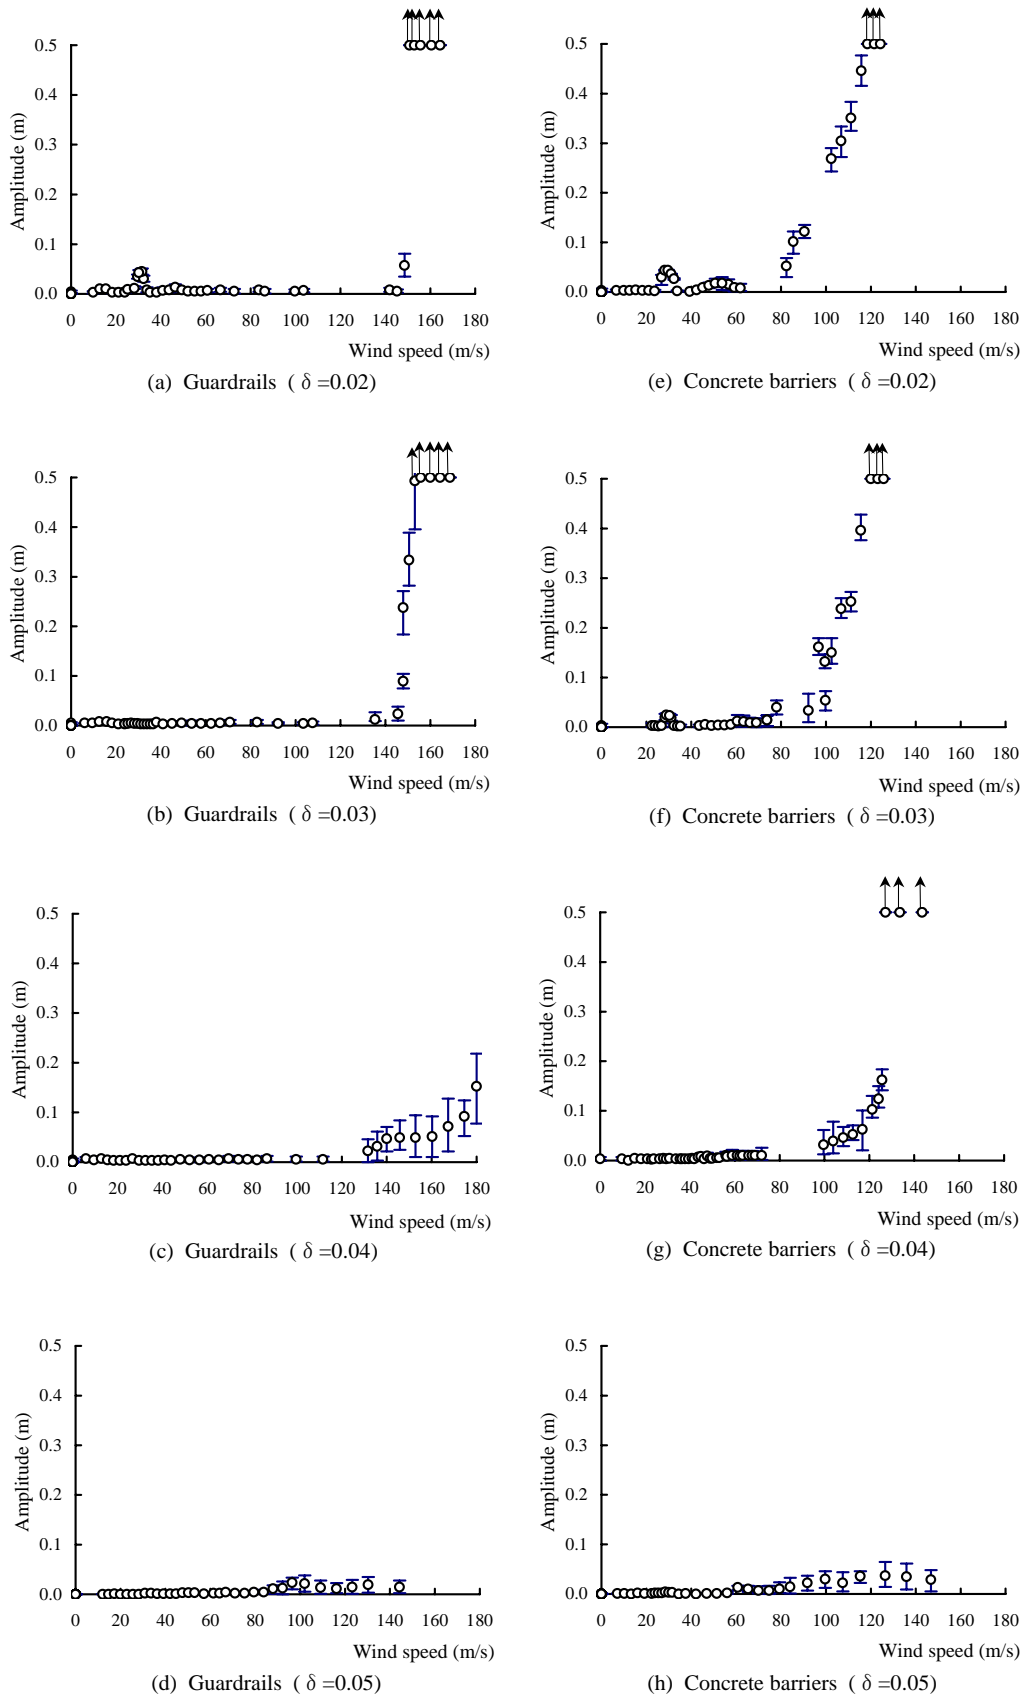 0.5
0.4
0.3
0.2
0.1
0.0
Amplitude (m)
0 20 40 60 80 100 120 140 160 180
Wind speed (m/s)
(a) Guardrails ( δ =0.02)
0.5
0.4
0.3
0.2
0.1
0.0
Amplitude (m)
0 20 40 60 80 100 120 140 160 180
Wind speed (m/s)
(e) Concrete barriers ( δ =0.02)
0.5
0.4
0.3
0.2
0.1
0.0
Amplitude (m)
0 20 40 60 80 100 120 140 160 180
Wind speed (m/s)
(b) Guardrails ( δ =0.03)
0.5
0.4
0.3
0.2
0.1
0.0
Amplitude (m)
0 20 40 60 80 100 120 140 160 180
Wind speed (m/s)
(f) Concrete barriers ( δ =0.03)
0.5
0.4
0.3
0.2
0.1
0.0
Amplitude (m)
0 20 40 60 80 100 120 140 160 180
Wind speed (m/s)
(c) Guardrails ( δ =0.04)
0.5
0.4
0.3
0.2
0.1
0.0
Amplitude (m)
0 20 40 60 80 100 120 140 160 180
Wind speed (m/s)
(g) Concrete barriers ( δ =0.04)
0.5
0.4
0.3
0.2
0.1
0.0
Amplitude (m)
0 20 40 60 80 100 120 140 160 180
Wind speed (m/s)
(d) Guardrails ( δ =0.05)
0.5
0.4
0.3
0.2
0.1
0.0
Amplitude (m)
0 20 40 60 80 100 120 140 160 180
Wind speed (m/s)
(h) Concrete barriers ( δ =0.05)